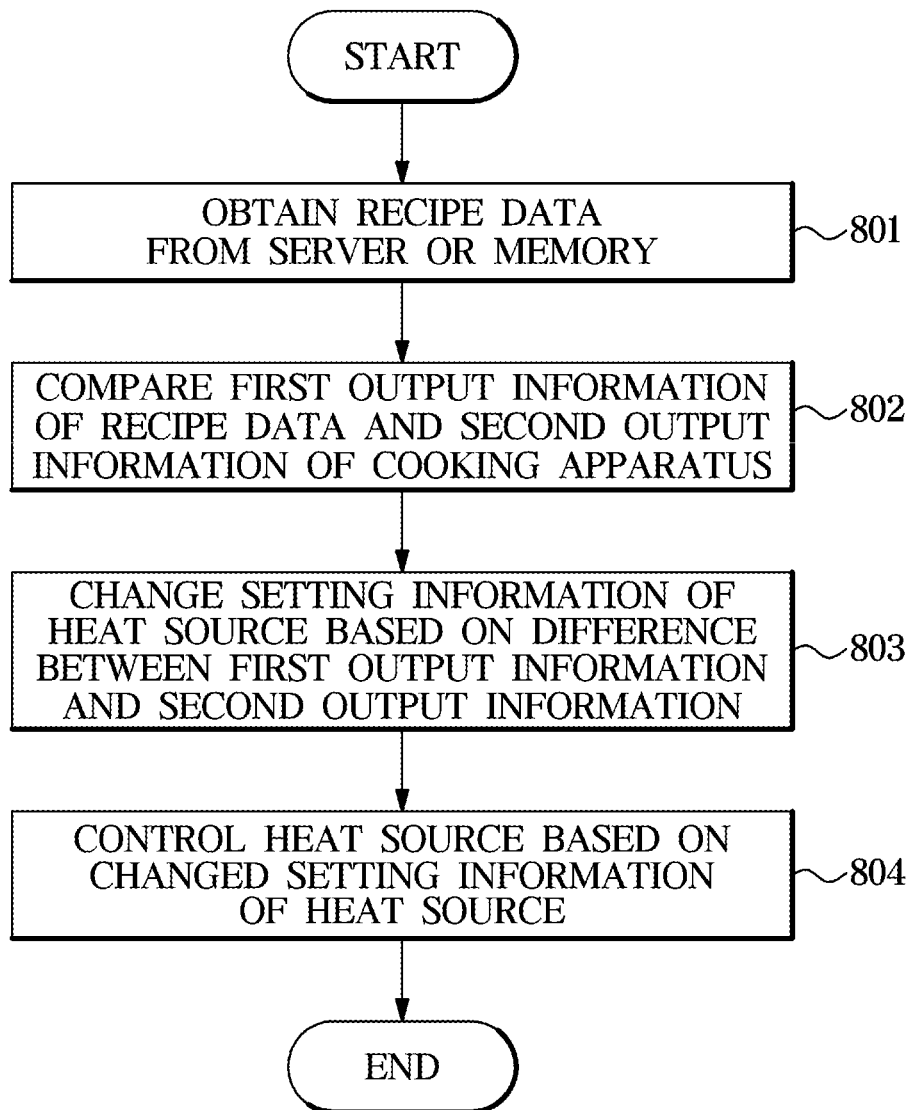 START
OBTAIN RECIPE DATA
FROM SERVER OR MEMORY
801
COMPARE FIRST OUTPUT INFORMATION
OF RECIPE DATA AND SECOND OUTPUT
INFORMATION OF COOKING APPARATUS
802
CHANGE SETTING INFORMATION OF
HEAT SOURCE BASED ON DIFFERENCE
BETWEEN FIRST OUTPUT INFORMATION
AND SECOND OUTPUT INFORMATION
803
CONTROL HEAT SOURCE BASED ON
CHANGED SETTING INFORMATION
OF HEAT SOURCE
804
END